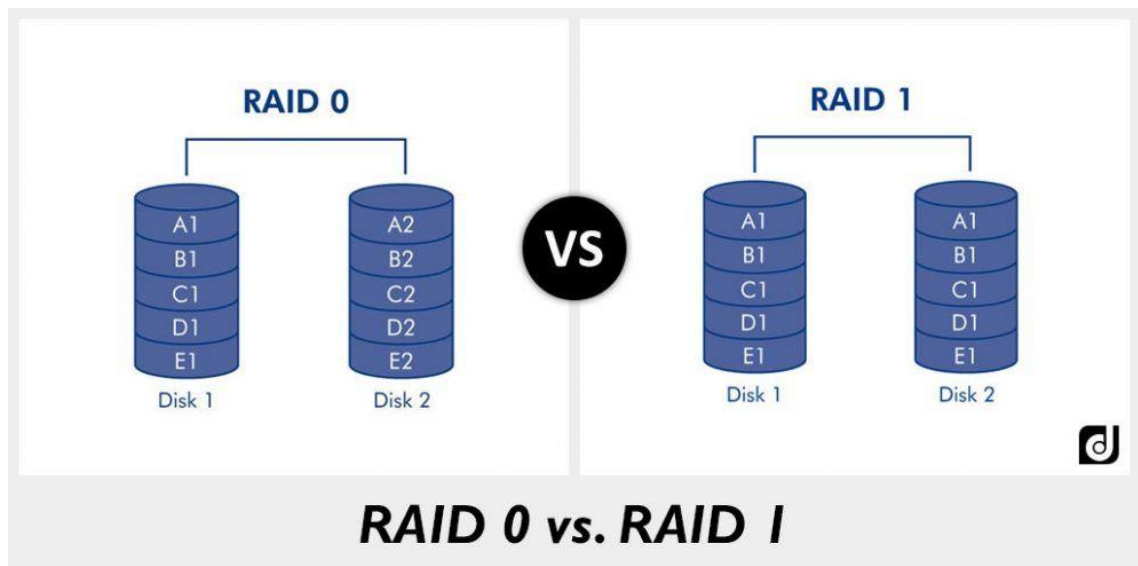 RAID 0
A1
B1
C1
D1
E1
Disk 1
A2
B2
C2
D2
E2
Disk 2
VS
RAID 1
A1
B1
C1
D1
E1
Disk 1
A1
B1
C1
D1
E1
Disk 2
d
RAID 0 vs. RAID 1